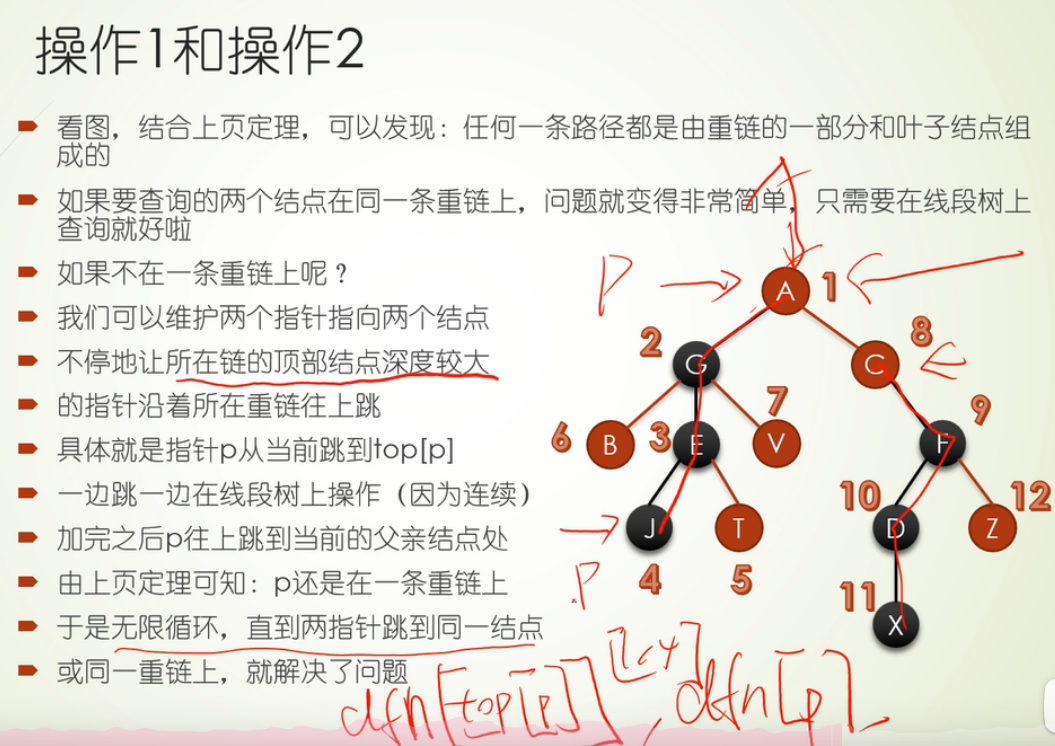 操作1和操作2
看图，结合上页定理，可以发现：任何一条路径都是由重链的一部分和叶子结点组
成的
如果要查询的两个结点在同一条重链上，问题就变得非常简单，只需要在线段树上
查询就好啦
如果不在一条重链上呢？
我们可以维护两个指针指向两个结点
不停地让所在链的顶部结点深度较大
的指针沿着所在重链往上跳
具体就是指针p从当前跳到top[p]
一边跳一边在线段树上操作（因为连续）
加完之后p往上跳到当前的父亲结点处
由上页定理可知：p还是在一条重链上
于是无限循环，直到两指针跳到同一结点
或同一重链上，就解决了问题
P
A 1
2 G
C 8
6 B
3 E
V 7
F 9
J 4
T 5
10 D
Z 12
11 X
P
[1,4]
dfn[top[p]], dfn[p]